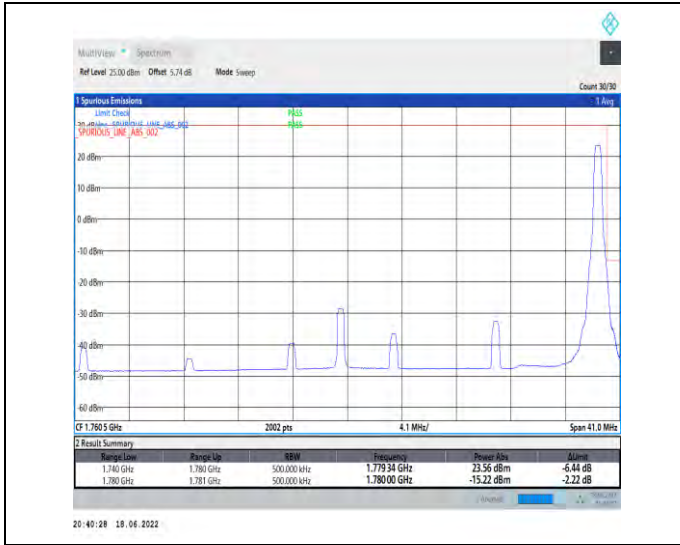 MultiView Spectrum
Ref Level 25.00 dBm Offset 5.74 dB Mode Sweep
Count 30/30
1 Spurious Emissions 1 Avg
Limit Check PASS
SPURIOUS_LINE_ABS_002 PASS
20 dBm
10 dBm
0 dBm
-10 dBm
-20 dBm
-30 dBm
-40 dBm
-50 dBm
-60 dBm
CF 1.760 5 GHz 2002 pts 4.1 MHz/ Span 41.0 MHz
2 Result Summary
Range Low Range Up RBW Frequency Power Abs ΔLimit
1.740 GHz 1.780 GHz 500.000 kHz 1.779 34 GHz 23.56 dBm -6.44 dB
1.780 GHz 1.781 GHz 500.000 kHz 1.780 00 GHz -15.22 dBm -2.22 dB
20:40:28 18.06.2022